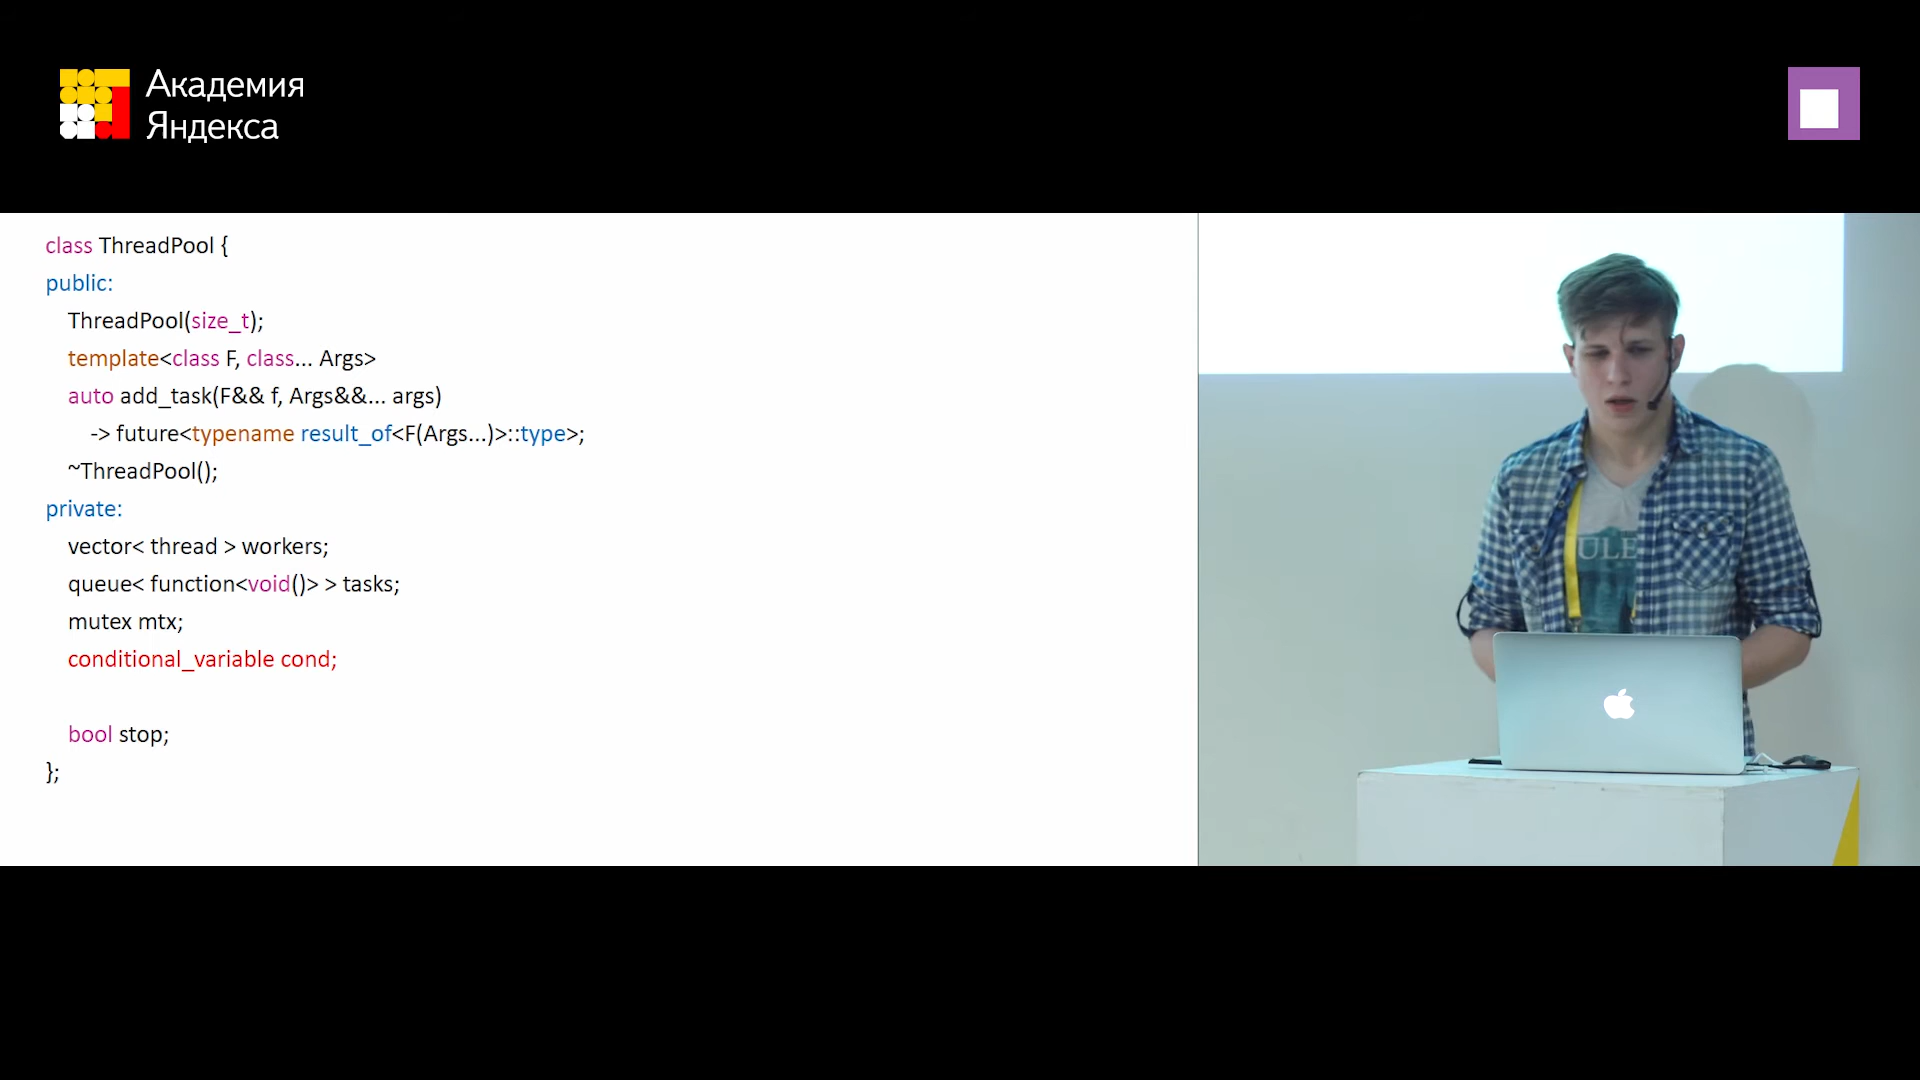 Академия
Яндекса
class ThreadPool {
public:
ThreadPool(size_t);
template<class F, class... Args>
auto add_task(F&& f, Args&&... args)
-> future<typename result_of<F(Args...)>::type>;
~ThreadPool();
private:
vector< thread > workers;
queue< function<void()> > tasks;
mutex mtx;
conditional_variable cond;
bool stop;
};
ULE